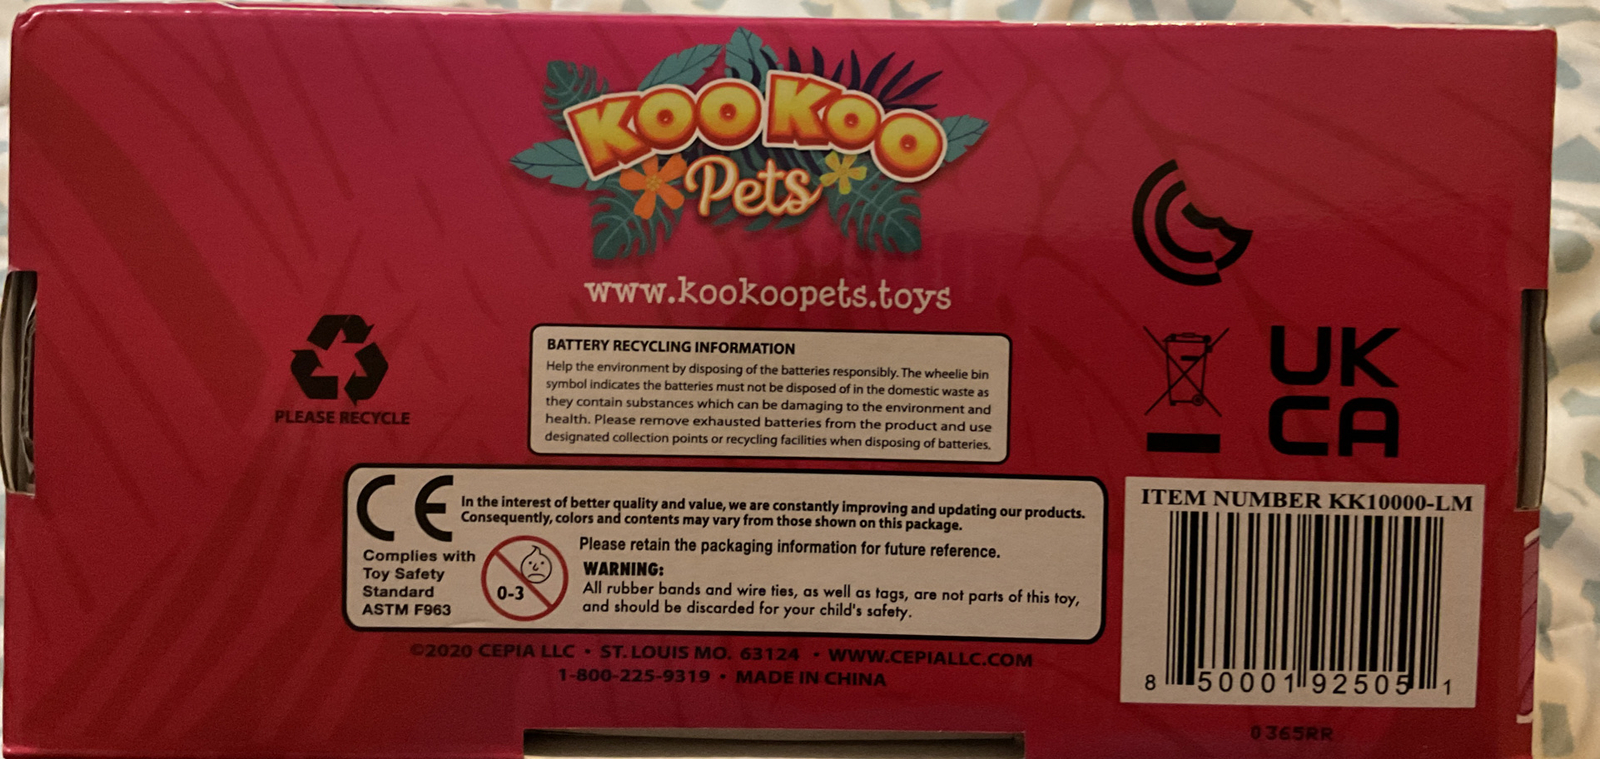 KOO KOO
Pets
www.kookoopets.toys
PLEASE RECYCLE
BATTERY RECYCLING INFORMATION
Help the environment by disposing of the batteries responsibly. The wheelie bin
symbol indicates the batteries must not be disposed of in the domestic waste as
they contain substances which can be damaging to the environment and
health. Please remove exhausted batteries from the product and use
designated collection points or recycling facilities when disposing of batteries.
UK
CA
CE
In the interest of better quality and value, we are constantly improving and updating our products.
Consequently, colors and contents may vary from those shown on this package.
Complies with
Toy Safety
Standard
ASTM F963
0-3
Please retain the packaging information for future reference.
WARNING:
All rubber bands and wire ties, as well as tags, are not parts of this toy,
and should be discarded for your child's safety.
©2020 CEPIA LLC • ST. LOUIS MO. 63124 • WWW.CEPIALLC.COM
1-800-225-9319 • MADE IN CHINA
ITEM NUMBER KK10000-LM
8 50001 92505 1
0365RR